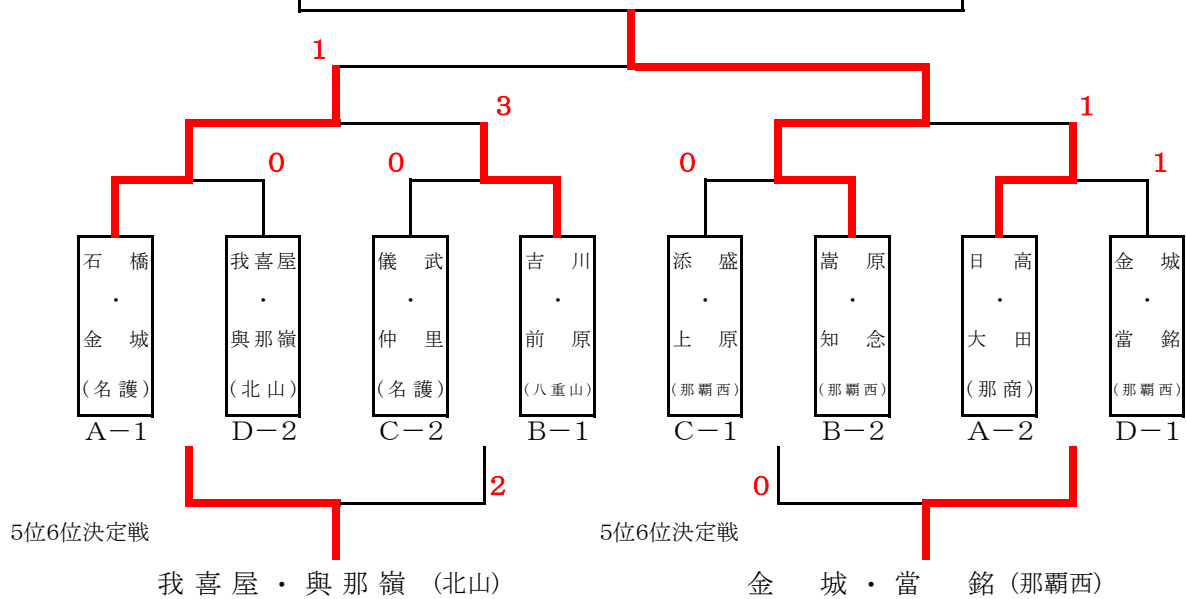 1
3
1
0
0
0
1
石橋・金城(名護)
我喜屋・與那嶺(北山)
儀武・仲里(名護)
吉川・前原(八重山)
添盛・上原(那覇西)
嵩原・知念(那覇西)
日高・大田(那商)
金城・當銘(那覇西)
A-1
D-2
C-2
B-1
C-1
B-2
A-2
D-1
2
0
5位6位決定戦
5位6位決定戦
我喜屋・與那嶺 (北山)
金城・當銘 (那覇西)